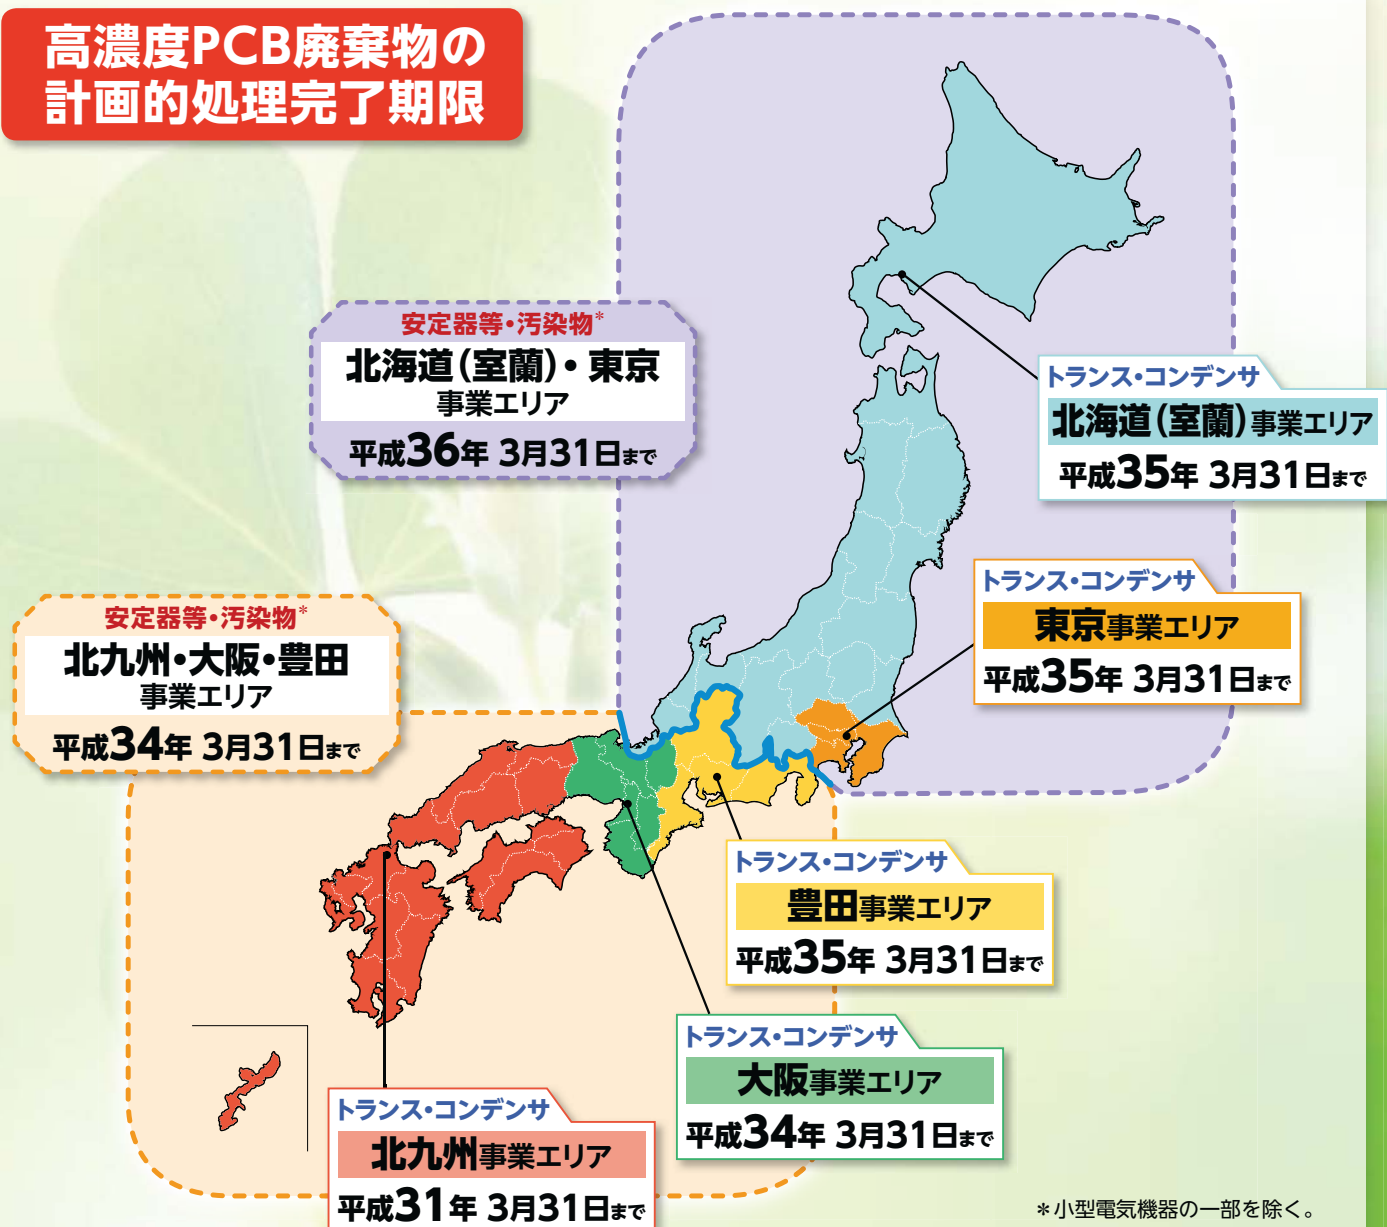 高濃度PCB廃棄物の
計画的処理完了期限
安定器等・汚染物*
北海道(室蘭)・東京
事業エリア
平成36年 3月31日まで
トランス・コンデンサ
北海道(室蘭)事業エリア
平成35年 3月31日まで
トランス・コンデンサ
東京事業エリア
平成35年 3月31日まで
安定器等・汚染物*
北九州・大阪・豊田
事業エリア
平成34年 3月31日まで
トランス・コンデンサ
豊田事業エリア
平成35年 3月31日まで
トランス・コンデンサ
大阪事業エリア
平成34年 3月31日まで
トランス・コンデンサ
北九州事業エリア
平成31年 3月31日まで
*小型電気機器の一部を除く。